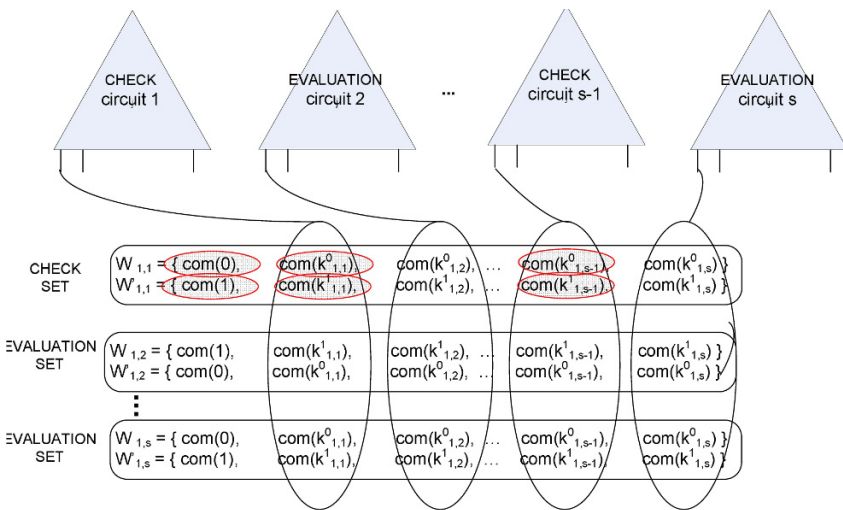 CHECK circuit 1
EVALUATION circuit 2
...
CHECK circuit s-1
EVALUATION circuit s
CHECK SET
W 1,1 = { com(0), com(k⁰1,1), com(k⁰1,2), ... com(k⁰1,s-1), com(k⁰1,s) }
W'1,1 = { com(1), com(k¹1,1), com(k¹1,2), ... com(k¹1,s-1), com(k¹1,s) }
EVALUATION SET
W 1,2 = { com(1), com(k¹1,1), com(k¹1,2), ... com(k¹1,s-1), com(k¹1,s) }
W'1,2 = { com(0), com(k⁰1,1), com(k⁰1,2), ... com(k⁰1,s-1), com(k⁰1,s) }
EVALUATION SET
W 1,s = { com(0), com(k⁰1,1), com(k⁰1,2), ... com(k⁰1,s-1), com(k⁰1,s) }
W'1,s = { com(1), com(k¹1,1), com(k¹1,2), ... com(k¹1,s-1), com(k¹1,s) }